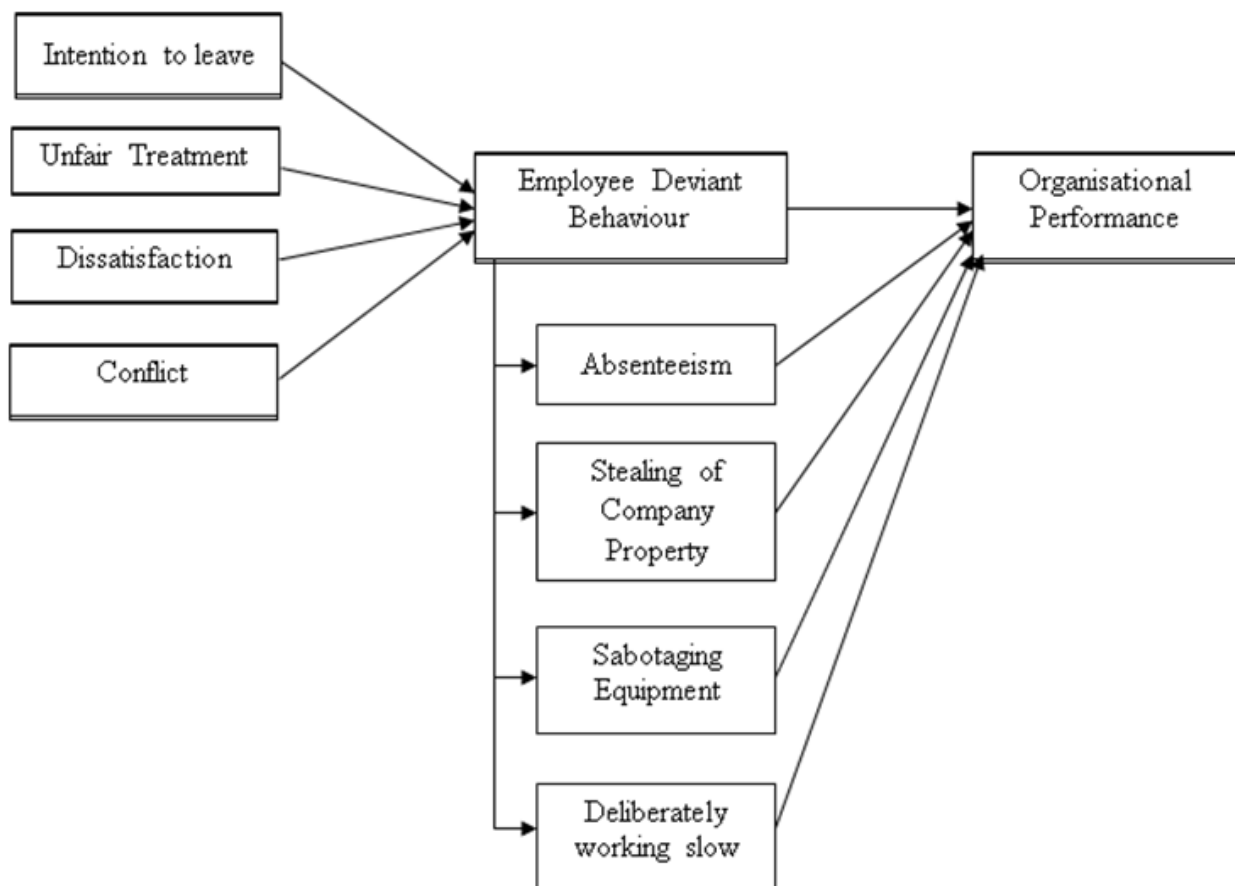 Intention to leave
Unfair Treatment
Dissatisfaction
Conflict
Employee Deviant
Behaviour
Organisational
Performance
Absenteeism
Stealing of
Company
Property
Sabotaging
Equipment
Deliberately
working slow